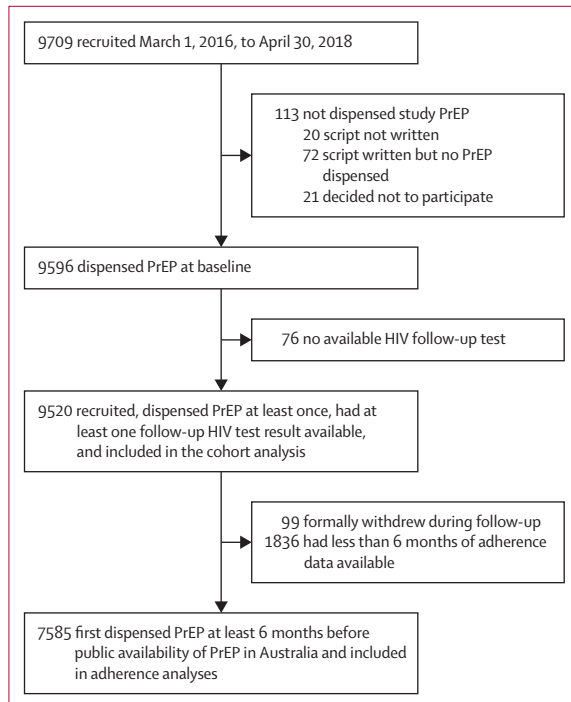 9709 recruited March 1, 2016, to April 30, 2018
113 not dispensed study PrEP
20 script not written
72 script written but no PrEP
dispensed
21 decided not to participate
9596 dispensed PrEP at baseline
76 no available HIV follow-up test
9520 recruited, dispensed PrEP at least once, had at
least one follow-up HIV test result available,
and included in the cohort analysis
99 formally withdrew during follow-up
1836 had less than 6 months of adherence
data available
7585 first dispensed PrEP at least 6 months before
public availability of PrEP in Australia and included
in adherence analyses